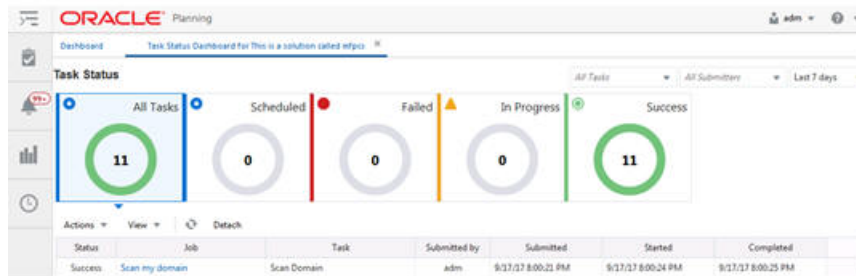 ORACLE Planning
adm
Dashboard Task Status Dashboard for This is a solution called mfpcs
Task Status
All Tasks All Submitters Last 7 days
99+
All Tasks Scheduled Failed In Progress Success
11 0 0 0 11
Actions View Detach
Status Job Task Submitted by Submitted Started Completed
Success Scan my domain Scan Domain adm 9/17/17 8:00:21 PM 9/17/17 8:00:24 PM 9/17/17 8:00:25 PM